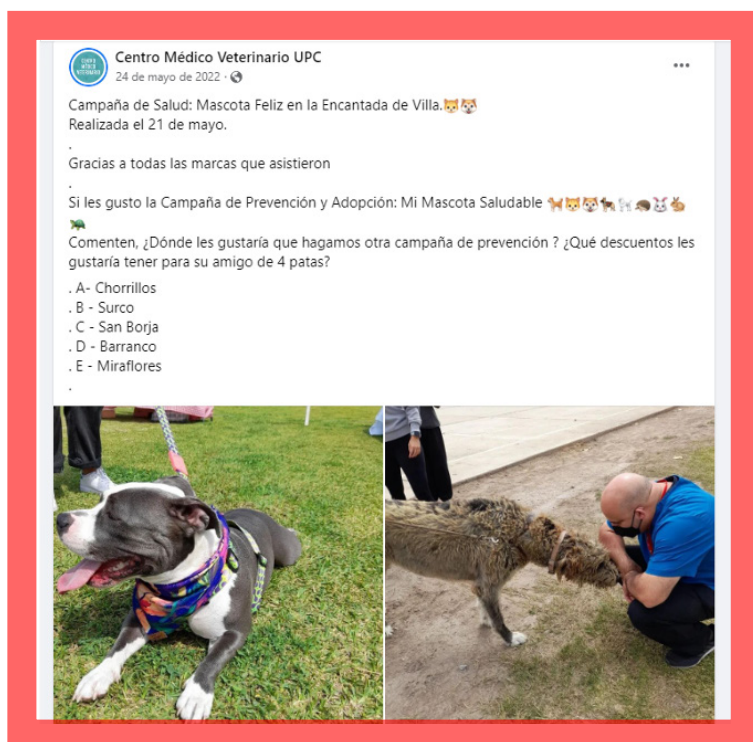 CENTRO
MÉDICO
VETERINARIO
Centro Médico Veterinario UPC
24 de mayo de 2022 ·
Campaña de Salud: Mascota Feliz en la Encantada de Villa.🐱🐶
Realizada el 21 de mayo.
.
Gracias a todas las marcas que asistieron
.
Si les gusto la Campaña de Prevención y Adopción: Mi Mascota Saludable 🐕🐱🐶🐕‍🦺🐩🦔🐰🐇
🐢
Comenten, ¿Dónde les gustaría que hagamos otra campaña de prevención ? ¿Qué descuentos les
gustaría tener para su amigo de 4 patas?
. A- Chorrillos
. B - Surco
. C - San Borja
. D - Barranco
. E - Miraflores
.